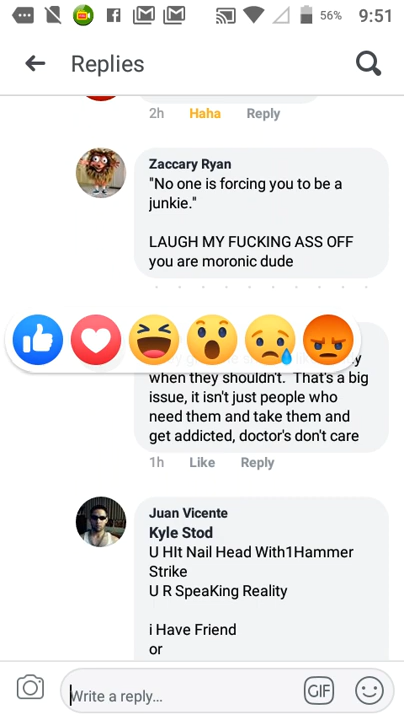 56% 9:51
Replies
2h Haha Reply
Zaccary Ryan
"No one is forcing you to be a
junkie."
LAUGH MY FUCKING ASS OFF
you are moronic dude
when they shouldn't. That's a big
issue, it isn't just people who
need them and take them and
get addicted, doctor's don't care
1h Like Reply
Juan Vicente
Kyle Stod
U HIt Nail Head With1Hammer
Strike
U R SpeaKing Reality
i Have Friend
or
Write a reply...
GIF